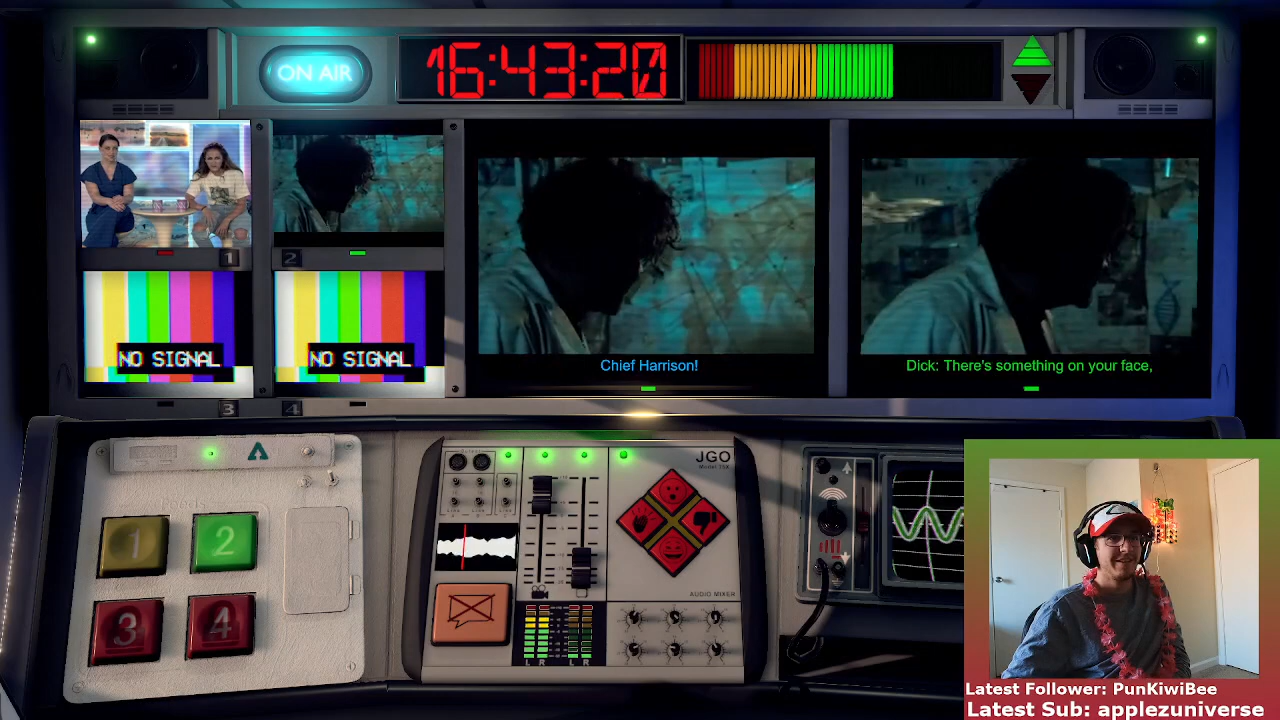 ON AIR
16:43:20
1
2
NO SIGNAL
NO SIGNAL
3
4
Chief Harrison!
Dick: There's something on your face,
1
2
3
4
JGO
AUDIO MIXER
L R L R
Latest Follower: PunKiwiBee
Latest Sub: applezuniverse